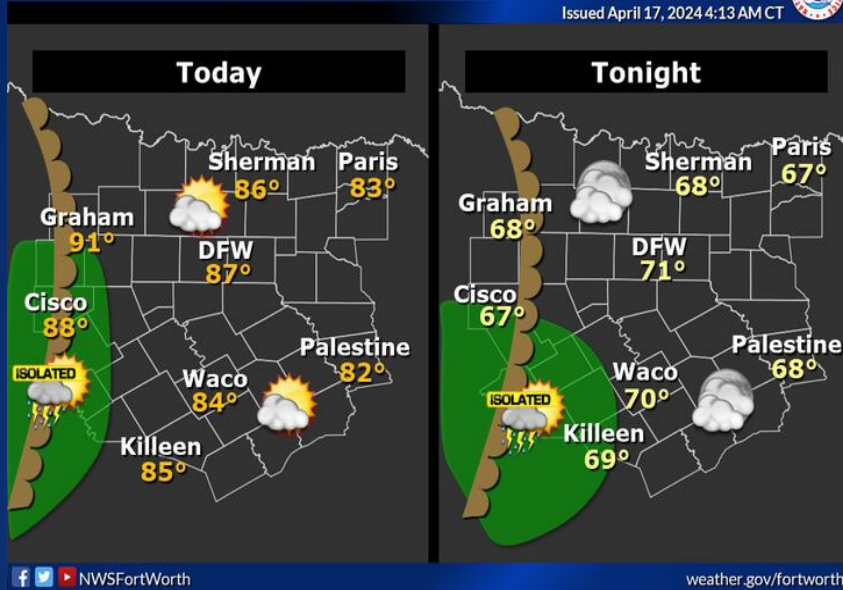 Issued April 17, 2024 4:13 AM CT
Today
Sherman
86°
Paris
83°
Graham
91°
DFW
87°
Cisco
88°
ISOLATED
Palestine
82°
Waco
84°
Killeen
85°
Tonight
Paris
67°
Sherman
68°
Graham
68°
DFW
71°
Cisco
67°
Palestine
68°
Waco
70°
ISOLATED
Killeen
69°
NWSFortWorth
weather.gov/fortworth